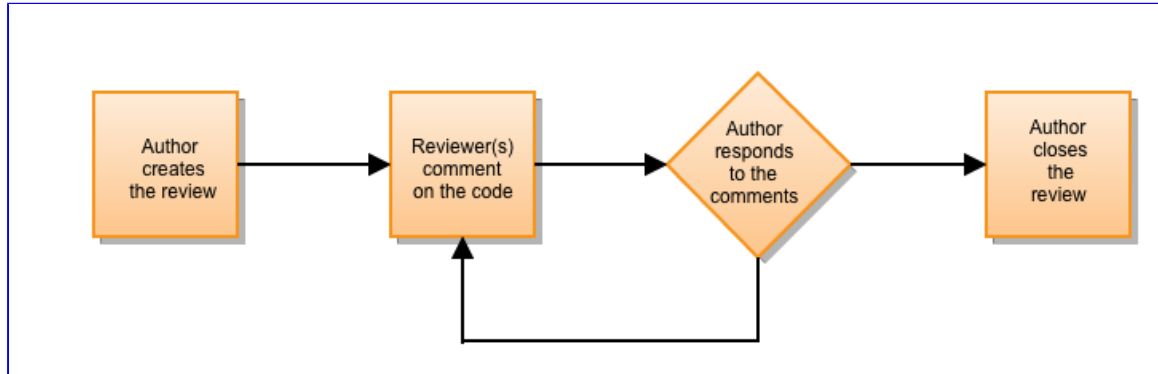 Author
creates
the review
Reviewer(s)
comment
on the code
Author
responds
to the
comments
Author
closes
the
review